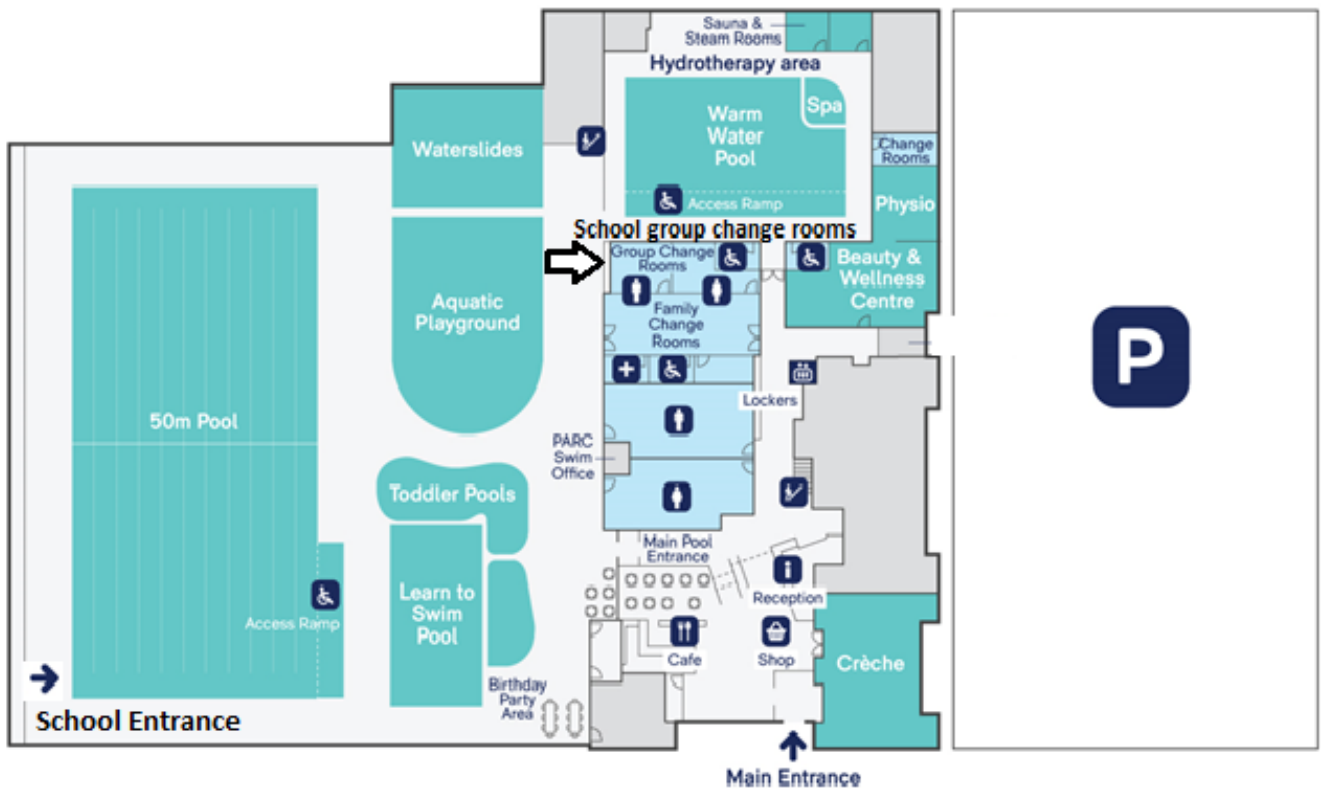 Sauna &
Steam Rooms
Hydrotherapy area
Spa
Warm
Water
Pool
Waterslides
Change
Rooms
Access Ramp
Physio
School group change rooms
Group Change
Rooms
Beauty &
Wellness
Centre
Aquatic
Playground
Family
Change
Rooms
P
Lockers
50m Pool
PARC
Swim
Office
Toddler Pools
Main Pool
Entrance
Learn to
Swim
Pool
Reception
Access Ramp
Cafe
Shop
Crèche
Birthday
Party
Area
School Entrance
Main Entrance